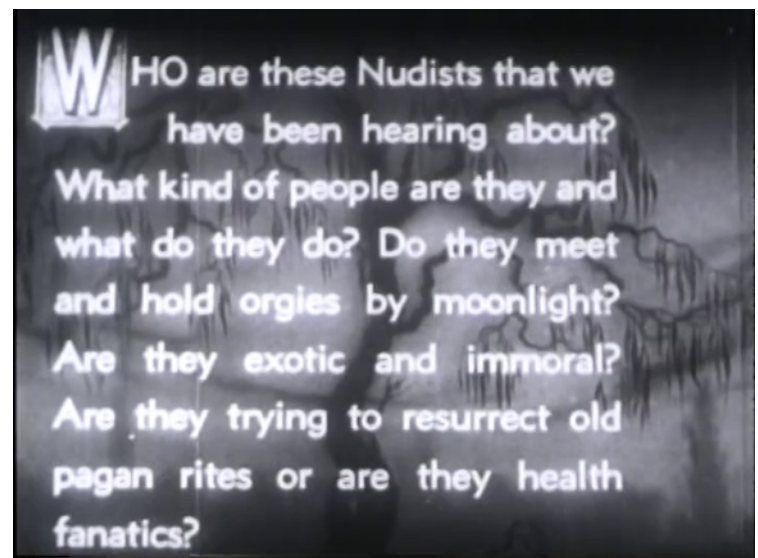 WHO are these Nudists that we
have been hearing about?
What kind of people are they and
what do they do? Do they meet
and hold orgies by moonlight?
Are they exotic and immoral?
Are they trying to resurrect old
pagan rites or are they health
fanatics?